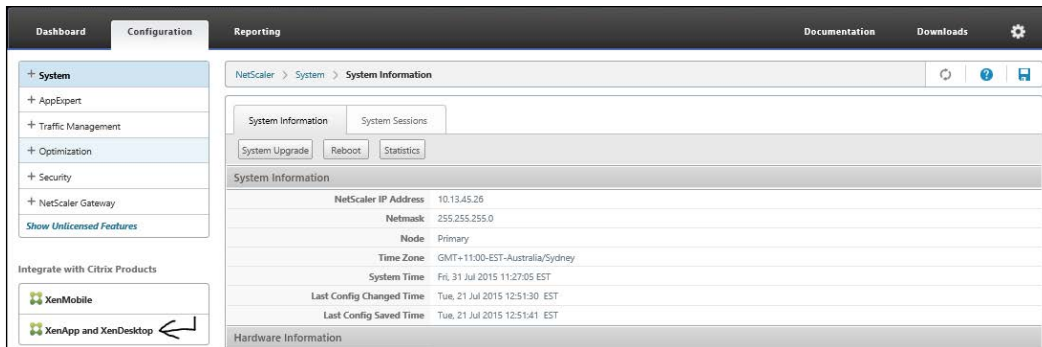 Dashboard Configuration Reporting Documentation Downloads
+ System
+ AppExpert
+ Traffic Management
+ Optimization
+ Security
+ NetScaler Gateway
Show Unlicensed Features
Integrate with Citrix Products
XenMobile
XenApp and XenDesktop
NetScaler > System > System Information
System Information System Sessions
System Upgrade Reboot Statistics
System Information
NetScaler IP Address 10.13.45.26
Netmask 255.255.255.0
Node Primary
Time Zone GMT+11:00-EST-Australia/Sydney
System Time Fri, 31 Jul 2015 11:27:05 EST
Last Config Changed Time Tue, 21 Jul 2015 12:51:30 EST
Last Config Saved Time Tue, 21 Jul 2015 12:51:41 EST
Hardware Information